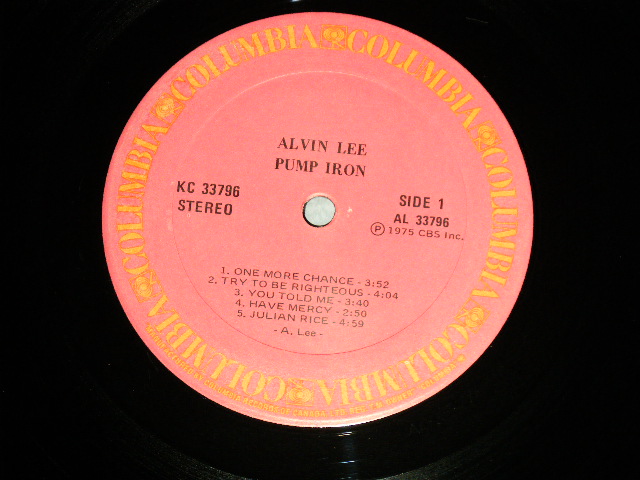 COLUMBIA COLUMBIA COLUMBIA COLUMBIA COLUMBIA COLUMBIA
ALVIN LEE
PUMP IRON
KC 33796
STEREO
SIDE 1
AL 33796
Ⓟ 1975 CBS Inc.
1. ONE MORE CHANCE - 3:52
2. TRY TO BE RIGHTEOUS - 4:04
3. YOU TOLD ME - 3:40
4. HAVE MERCY - 2:50
5. JULIAN RICE - 4:59
- A. Lee -